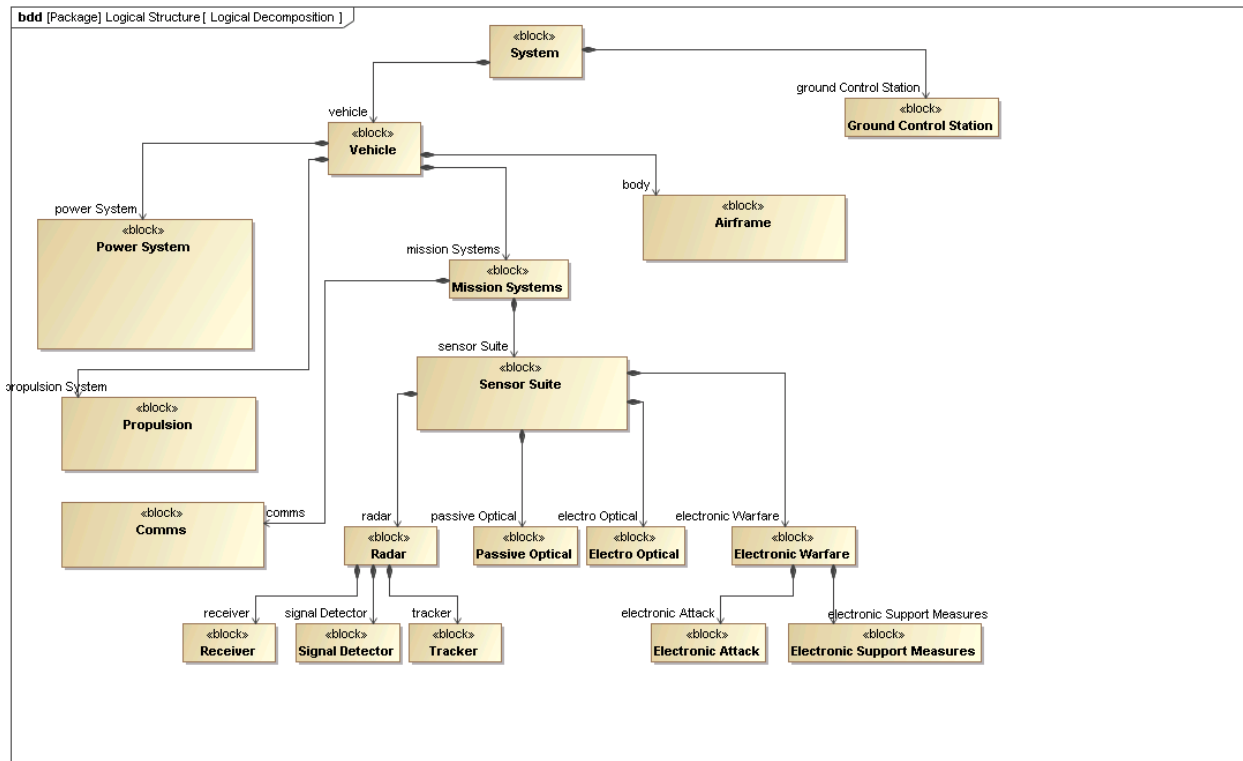 bdd [Package] Logical Structure [ Logical Decomposition ]
«block»
System
ground Control Station
«block»
Ground Control Station
vehicle
«block»
Vehicle
body
«block»
Airframe
power System
«block»
Power System
mission Systems
«block»
Mission Systems
sensor Suite
«block»
Sensor Suite
propulsion System
«block»
Propulsion
comms
«block»
Comms
radar
«block»
Radar
passive Optical
«block»
Passive Optical
electro Optical
«block»
Electro Optical
electronic Warfare
«block»
Electronic Warfare
receiver
«block»
Receiver
signal Detector
«block»
Signal Detector
tracker
«block»
Tracker
electronic Attack
«block»
Electronic Attack
electronic Support Measures
«block»
Electronic Support Measures